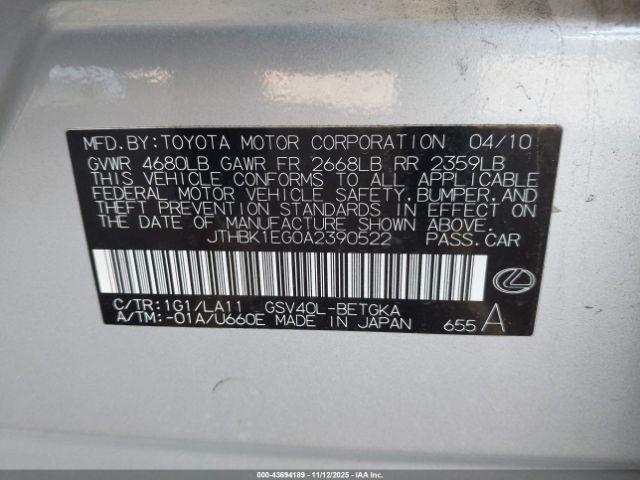 MFD.BY:TOYOTA MOTOR CORPORATION 04/10
GVWR 4680LB GAWR FR 2668LB RR 2359LB
THIS VEHICLE CONFORMS TO ALL APPLICABLE
FEDERAL MOTOR VEHICLE SAFETY,BUMPER,AND
THEFT PREVENTION STANDARDS IN EFFECT ON
THE DATE OF MANUFACTURE SHOWN ABOVE.
JTHBK1EG0A2390522 PASS.CAR
C/TR:1G1/LA11 GSV40L-BETGKA
A/TM:-01A/U660E MADE IN JAPAN 655 A
00-43694189 - 11/12/2025 - IAAI.COM